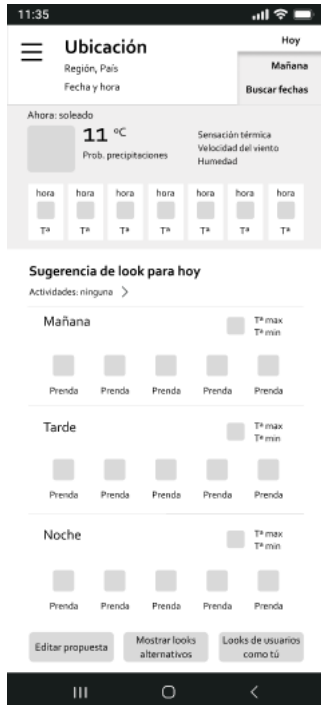 11:35
Ubicación
Región, País
Fecha y hora
Hoy
Mañana
Buscar fechas
Ahora: soleado
11 ºC
Prob. precipitaciones
Sensación térmica
Velocidad del viento
Humedad
hora hora hora hora hora hora hora
Tª Tª Tª Tª Tª Tª Tª
Sugerencia de look para hoy
Actividades: ninguna >
Mañana
Tª max
Tª min
Prenda Prenda Prenda Prenda Prenda
Tarde
Tª max
Tª min
Prenda Prenda Prenda Prenda Prenda
Noche
Tª max
Tª min
Prenda Prenda Prenda Prenda Prenda
Editar propuesta
Mostrar looks
alternativos
Looks de usuarios
como tú